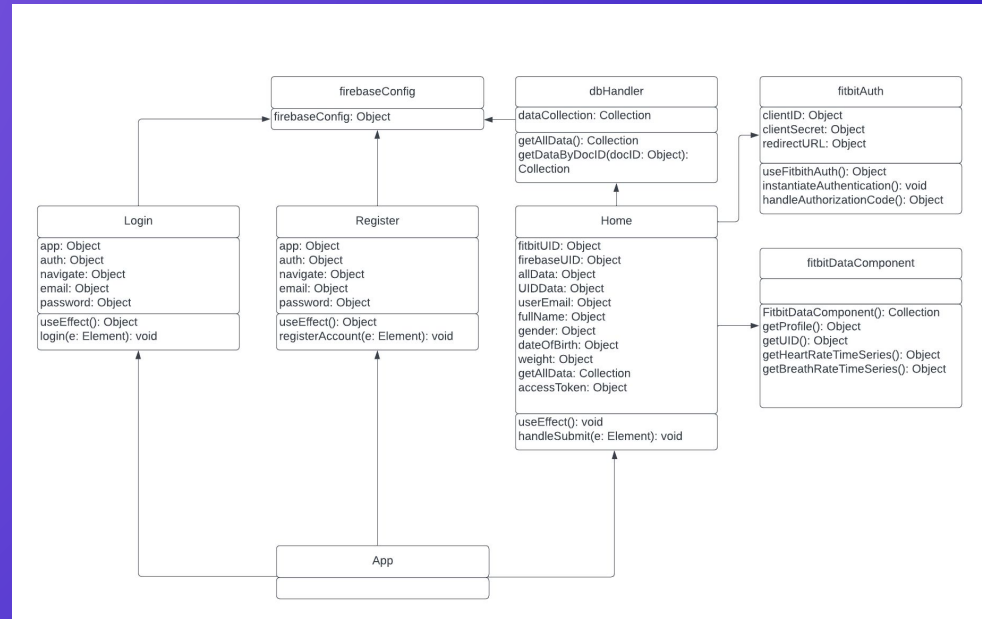 firebaseConfig
firebaseConfig: Object
dbHandler
dataCollection: Collection
getAllData(): Collection
getDataByDocID(docID: Object):
Collection
fitbitAuth
clientID: Object
clientSecret: Object
redirectURL: Object
useFitbithAuth(): Object
instantiateAuthentication(): void
handleAuthorizationCode(): Object
Login
app: Object
auth: Object
navigate: Object
email: Object
password: Object
useEffect(): Object
login(e: Element): void
Register
app: Object
auth: Object
navigate: Object
email: Object
password: Object
useEffect(): Object
registerAccount(e: Element): void
Home
fitbitUID: Object
firebaseUID: Object
allData: Object
UIDData: Object
userEmail: Object
fullName: Object
gender: Object
dateOfBirth: Object
weight: Object
getAllData: Collection
accessToken: Object
useEffect(): void
handleSubmit(e: Element): void
fitbitDataComponent
FitbitDataComponent(): Collection
getProfile(): Object
getUID(): Object
getHeartRateTimeSeries(): Object
getBreathRateTimeSeries(): Object
App